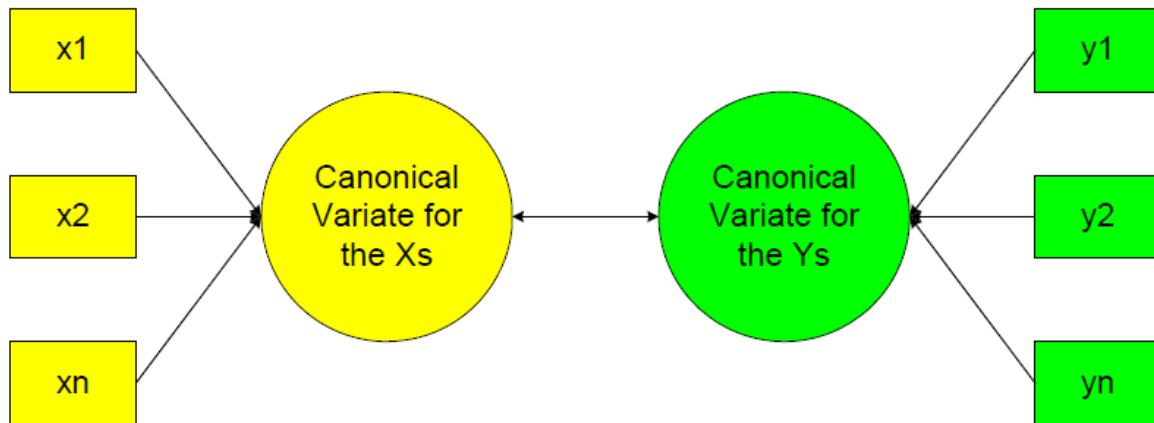 x1
x2
xn
Canonical
Variate for
the Xs
Canonical
Variate for
the Ys
y1
y2
yn